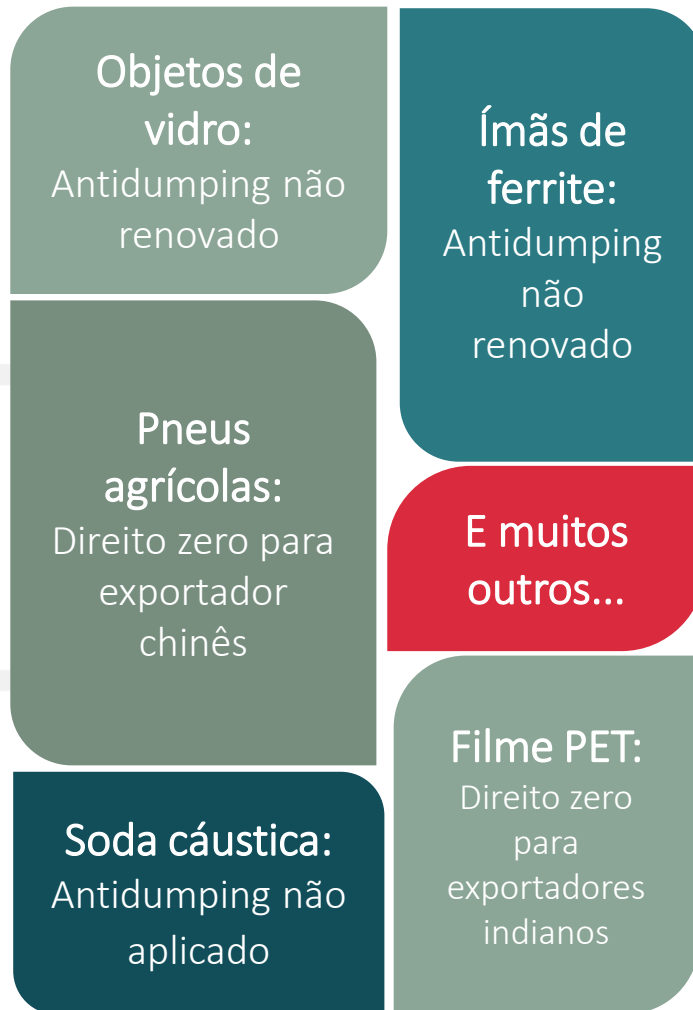 Objetos de
vidro:
Antidumping não
renovado
Ímãs de
ferrite:
Antidumping
não
renovado
Pneus
agrícolas:
Direito zero para
exportador
chinês
E muitos
outros...
Filme PET:
Direito zero
para
exportadores
indianos
Soda cáustica:
Antidumping não
aplicado